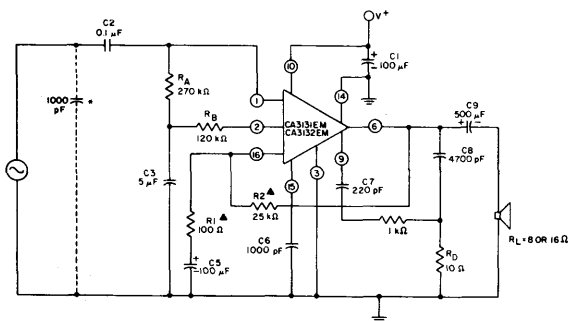 V+
C2
0.1 µF
C1
100 µF
+
-
10
14
RA
270 kΩ
1000
pF
*
1
CA3131EM
CA3132EM
6
C9
500 µF
+ -
RB
120 kΩ
2
16
9
C8
4700 pF
C7
220 pF
15
3
C3
5 µF
R2▲
25 kΩ
R1▲
100 Ω
1 kΩ
RL = 8 OR 16 Ω
C6
1000 pF
RD
10 Ω
+
-100 µF
C5